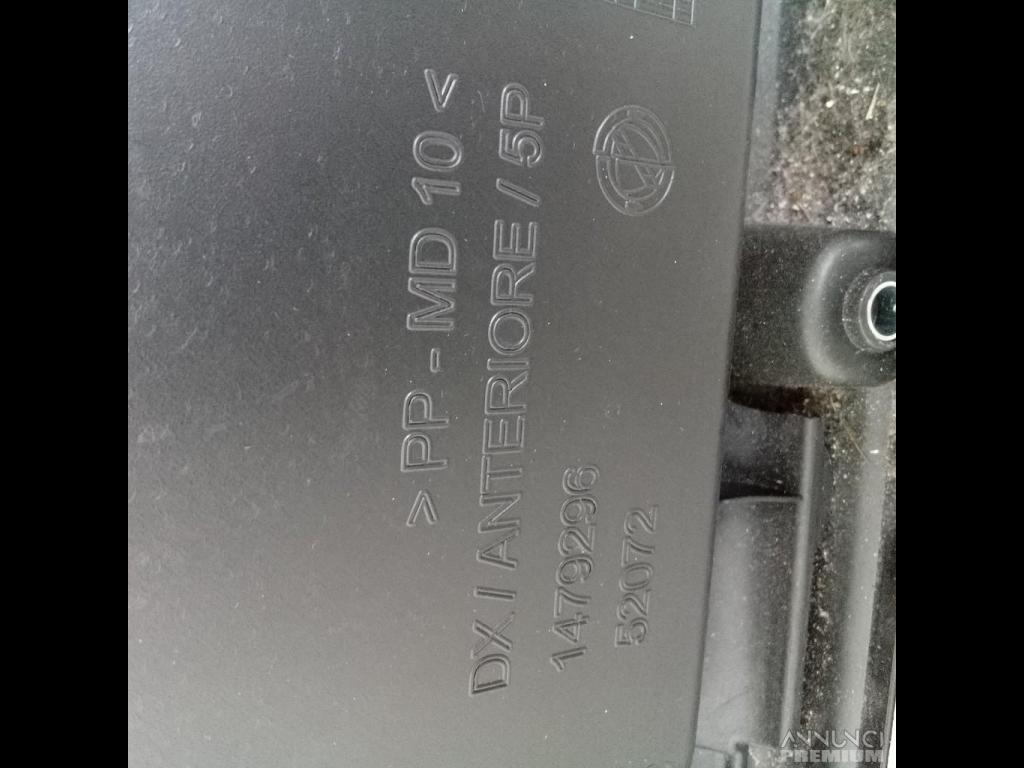 >PP - MD 10<
DX. / ANTERIORE / 5P
1479296
52072
ANNUNCI
PREMIUM